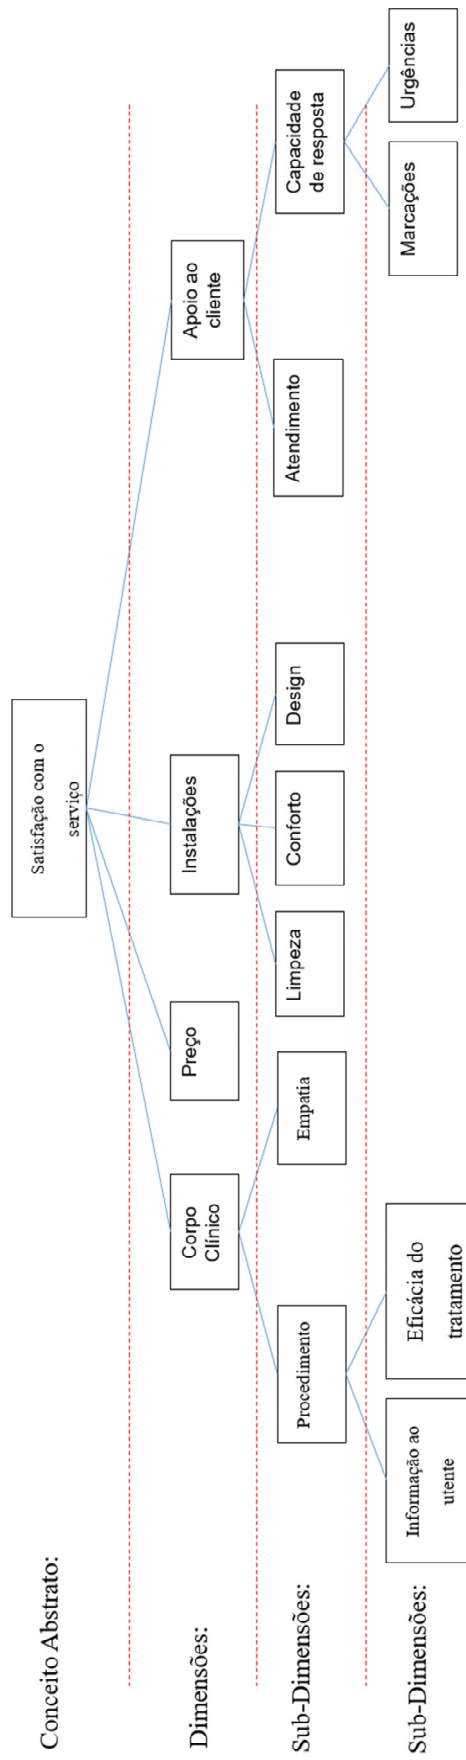 Conceito Abstrato:
Satisfação com o
serviço
Dimensões:
Corpo
Clínico
Preço
Instalações
Apoio ao
cliente
Sub-Dimensões:
Procedimento
Empatia
Limpeza
Conforto
Design
Atendimento
Capacidade
de resposta
Sub-Dimensões:
Informação ao
utente
Eficácia do
tratamento
Marcações
Urgências